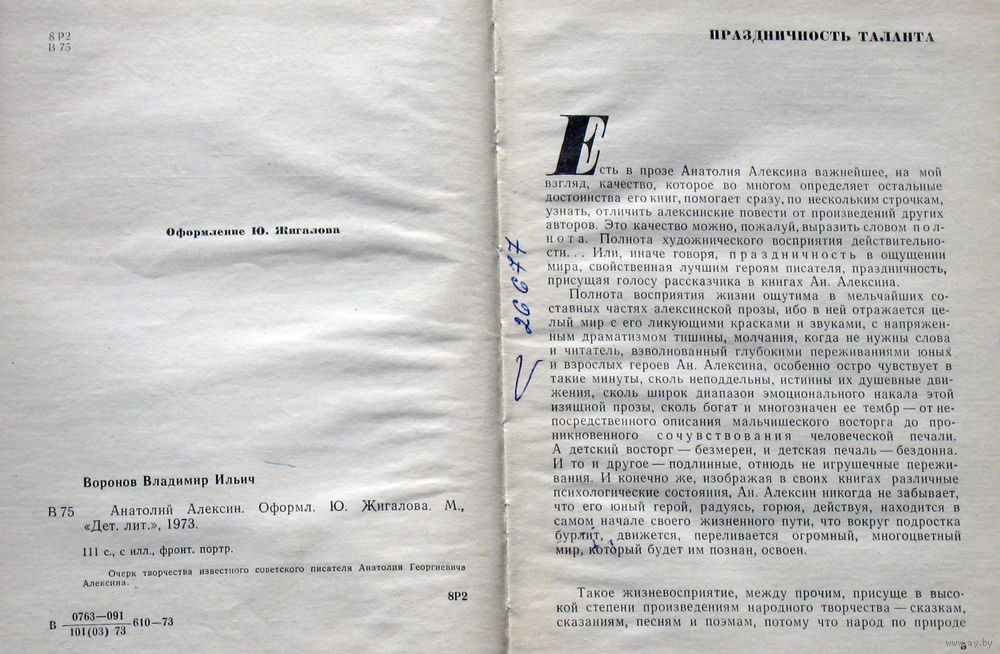 8 Р2
В 75
Оформление Ю. Жигалова
Воронов Владимир Ильич
В 75 Анатолий Алексин. Оформл. Ю. Жигалова. М.,
«Дет. лит.», 1973.
111 с., с илл., фронт. портр.
Очерк творчества известного советского писателя Анатолия Георгиевича
Алексина.
8Р2
В 0763—091
101(03) 73 610—73
26677
ПРАЗДНИЧНОСТЬ ТАЛАНТА
Есть в прозе Анатолия Алексина важнейшее, на мой
взгляд, качество, которое во многом определяет остальные
достоинства его книг, помогает сразу, по нескольким строчкам,
узнать, отличить алексинские повести от произведений других
авторов. Это качество можно, пожалуй, выразить словом пол-
нота. Полнота художнического восприятия действительно-
сти... Или, иначе говоря, праздничность в ощущении
мира, свойственная лучшим героям писателя, праздничность,
присущая голосу рассказчика в книгах Ан. Алексина.
Полнота восприятия жизни ощутима в мельчайших со-
ставных частях алексинской прозы, ибо в ней отражается це-
лый мир с его ликующими красками и звуками, с напряжен-
ным драматизмом тишины, молчания, когда не нужны слова
и читатель, взволнованный глубокими переживаниями юных
и взрослых героев Ан. Алексина, особенно остро чувствует в
такие минуты, сколь неподдельны, истинны их душевные дви-
жения, сколь широк диапазон эмоционального накала этой
изящной прозы, сколь богат и многозначен ее тембр — от не-
посредственного описания мальчишеского восторга до про-
никновенного сочувствования человеческой печали.
А детский восторг — безмерен, и детская печаль — бездонна.
И то и другое — подлинные, отнюдь не игрушечные пережи-
вания. И конечно же, изображая в своих книгах различные
психологические состояния, Ан. Алексин никогда не забывает,
что его юный герой, радуясь, горюя, действуя, находится в
самом начале своего жизненного пути, что вокруг подростка
бурлит, движется, переливается огромный, многоцветный
мир, который будет им познан, освоен.
Такое жизневосприятие, между прочим, присуще в высо-
кой степени произведениям народного творчества — сказкам,
сказаниям, песням и поэмам, потому что народ по природе
3
www.ay.by